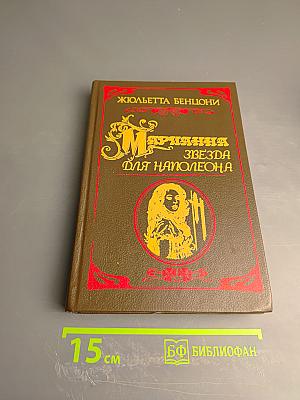 ЖЮЛЬЕТТА БЕНЦОНИ
МАРИАННА
ЗВЕЗДА
ДЛЯ НАПОЛЕОНА
15 см
БФ БИБЛИОФАН